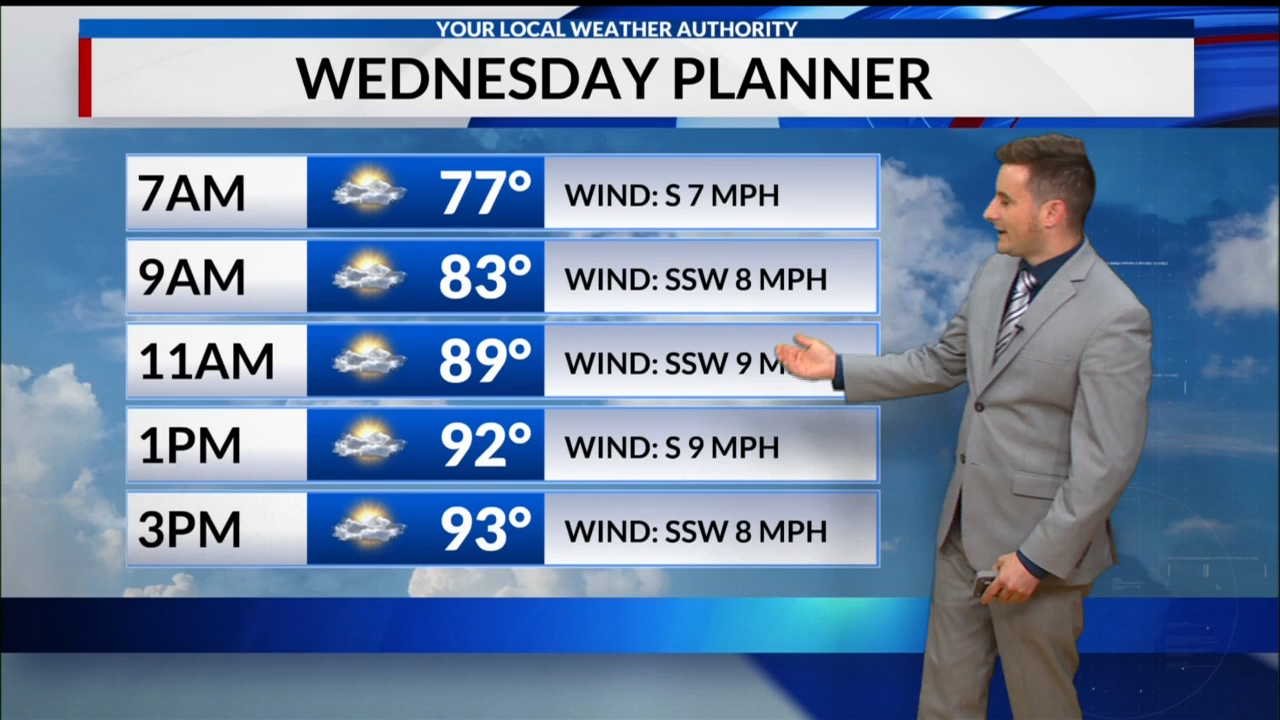 YOUR LOCAL WEATHER AUTHORITY
WEDNESDAY PLANNER
7AM 77° WIND: S 7 MPH
9AM 83° WIND: SSW 8 MPH
11AM 89° WIND: SSW 9
1PM 92° WIND: S 9 MPH
3PM 93° WIND: SSW 8 MPH